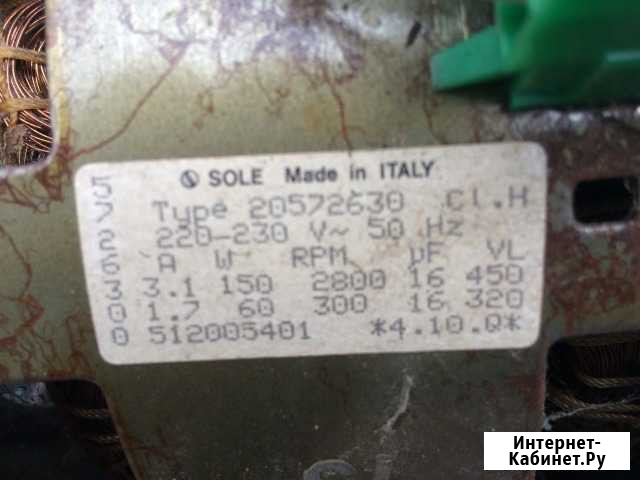 SOLE Made in ITALY
Type 20572630 Cl.H
220-230 V~ 50 Hz
A W RPM µF VL
3.1 150 2800 16 450
1.7 60 300 16 320
512005401 *4.10.Q*
5726300
Интернет-
Кабинет.Ру